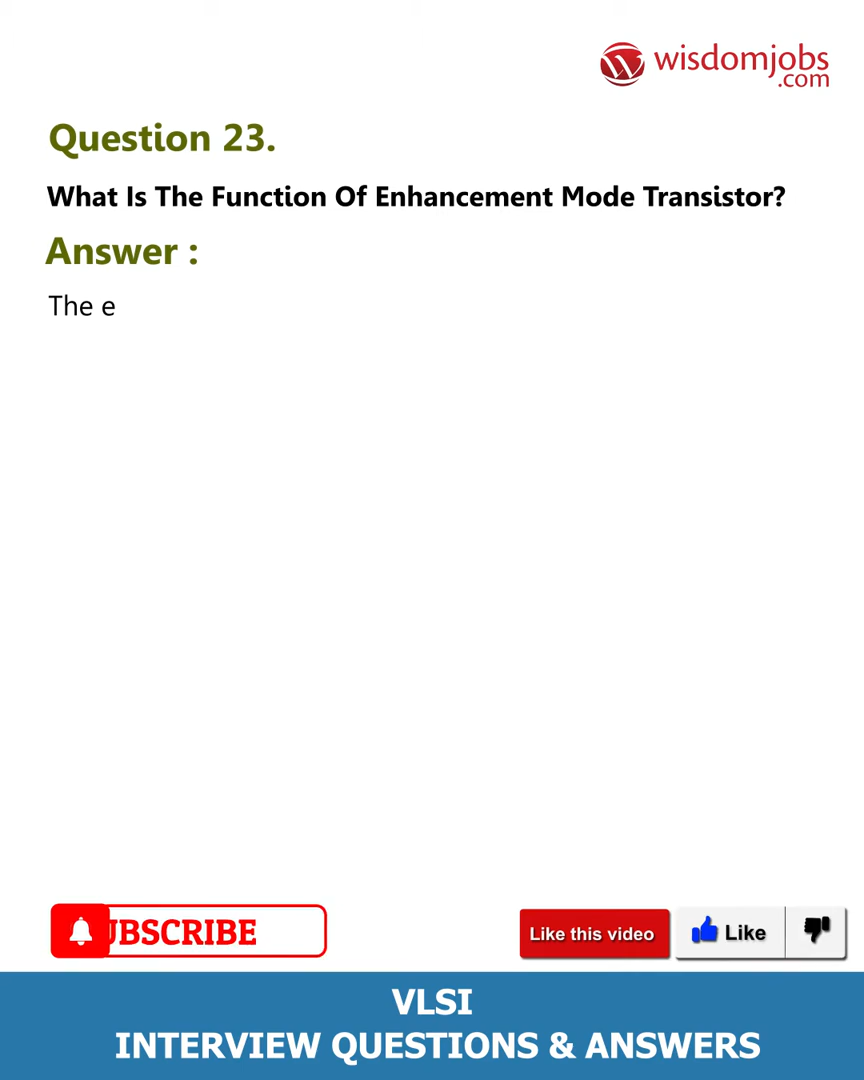 wisdomjobs
.com
Question 23.
What Is The Function Of Enhancement Mode Transistor?
Answer :
The e
UBSCRIBE
Like this video
Like
VLSI
INTERVIEW QUESTIONS & ANSWERS